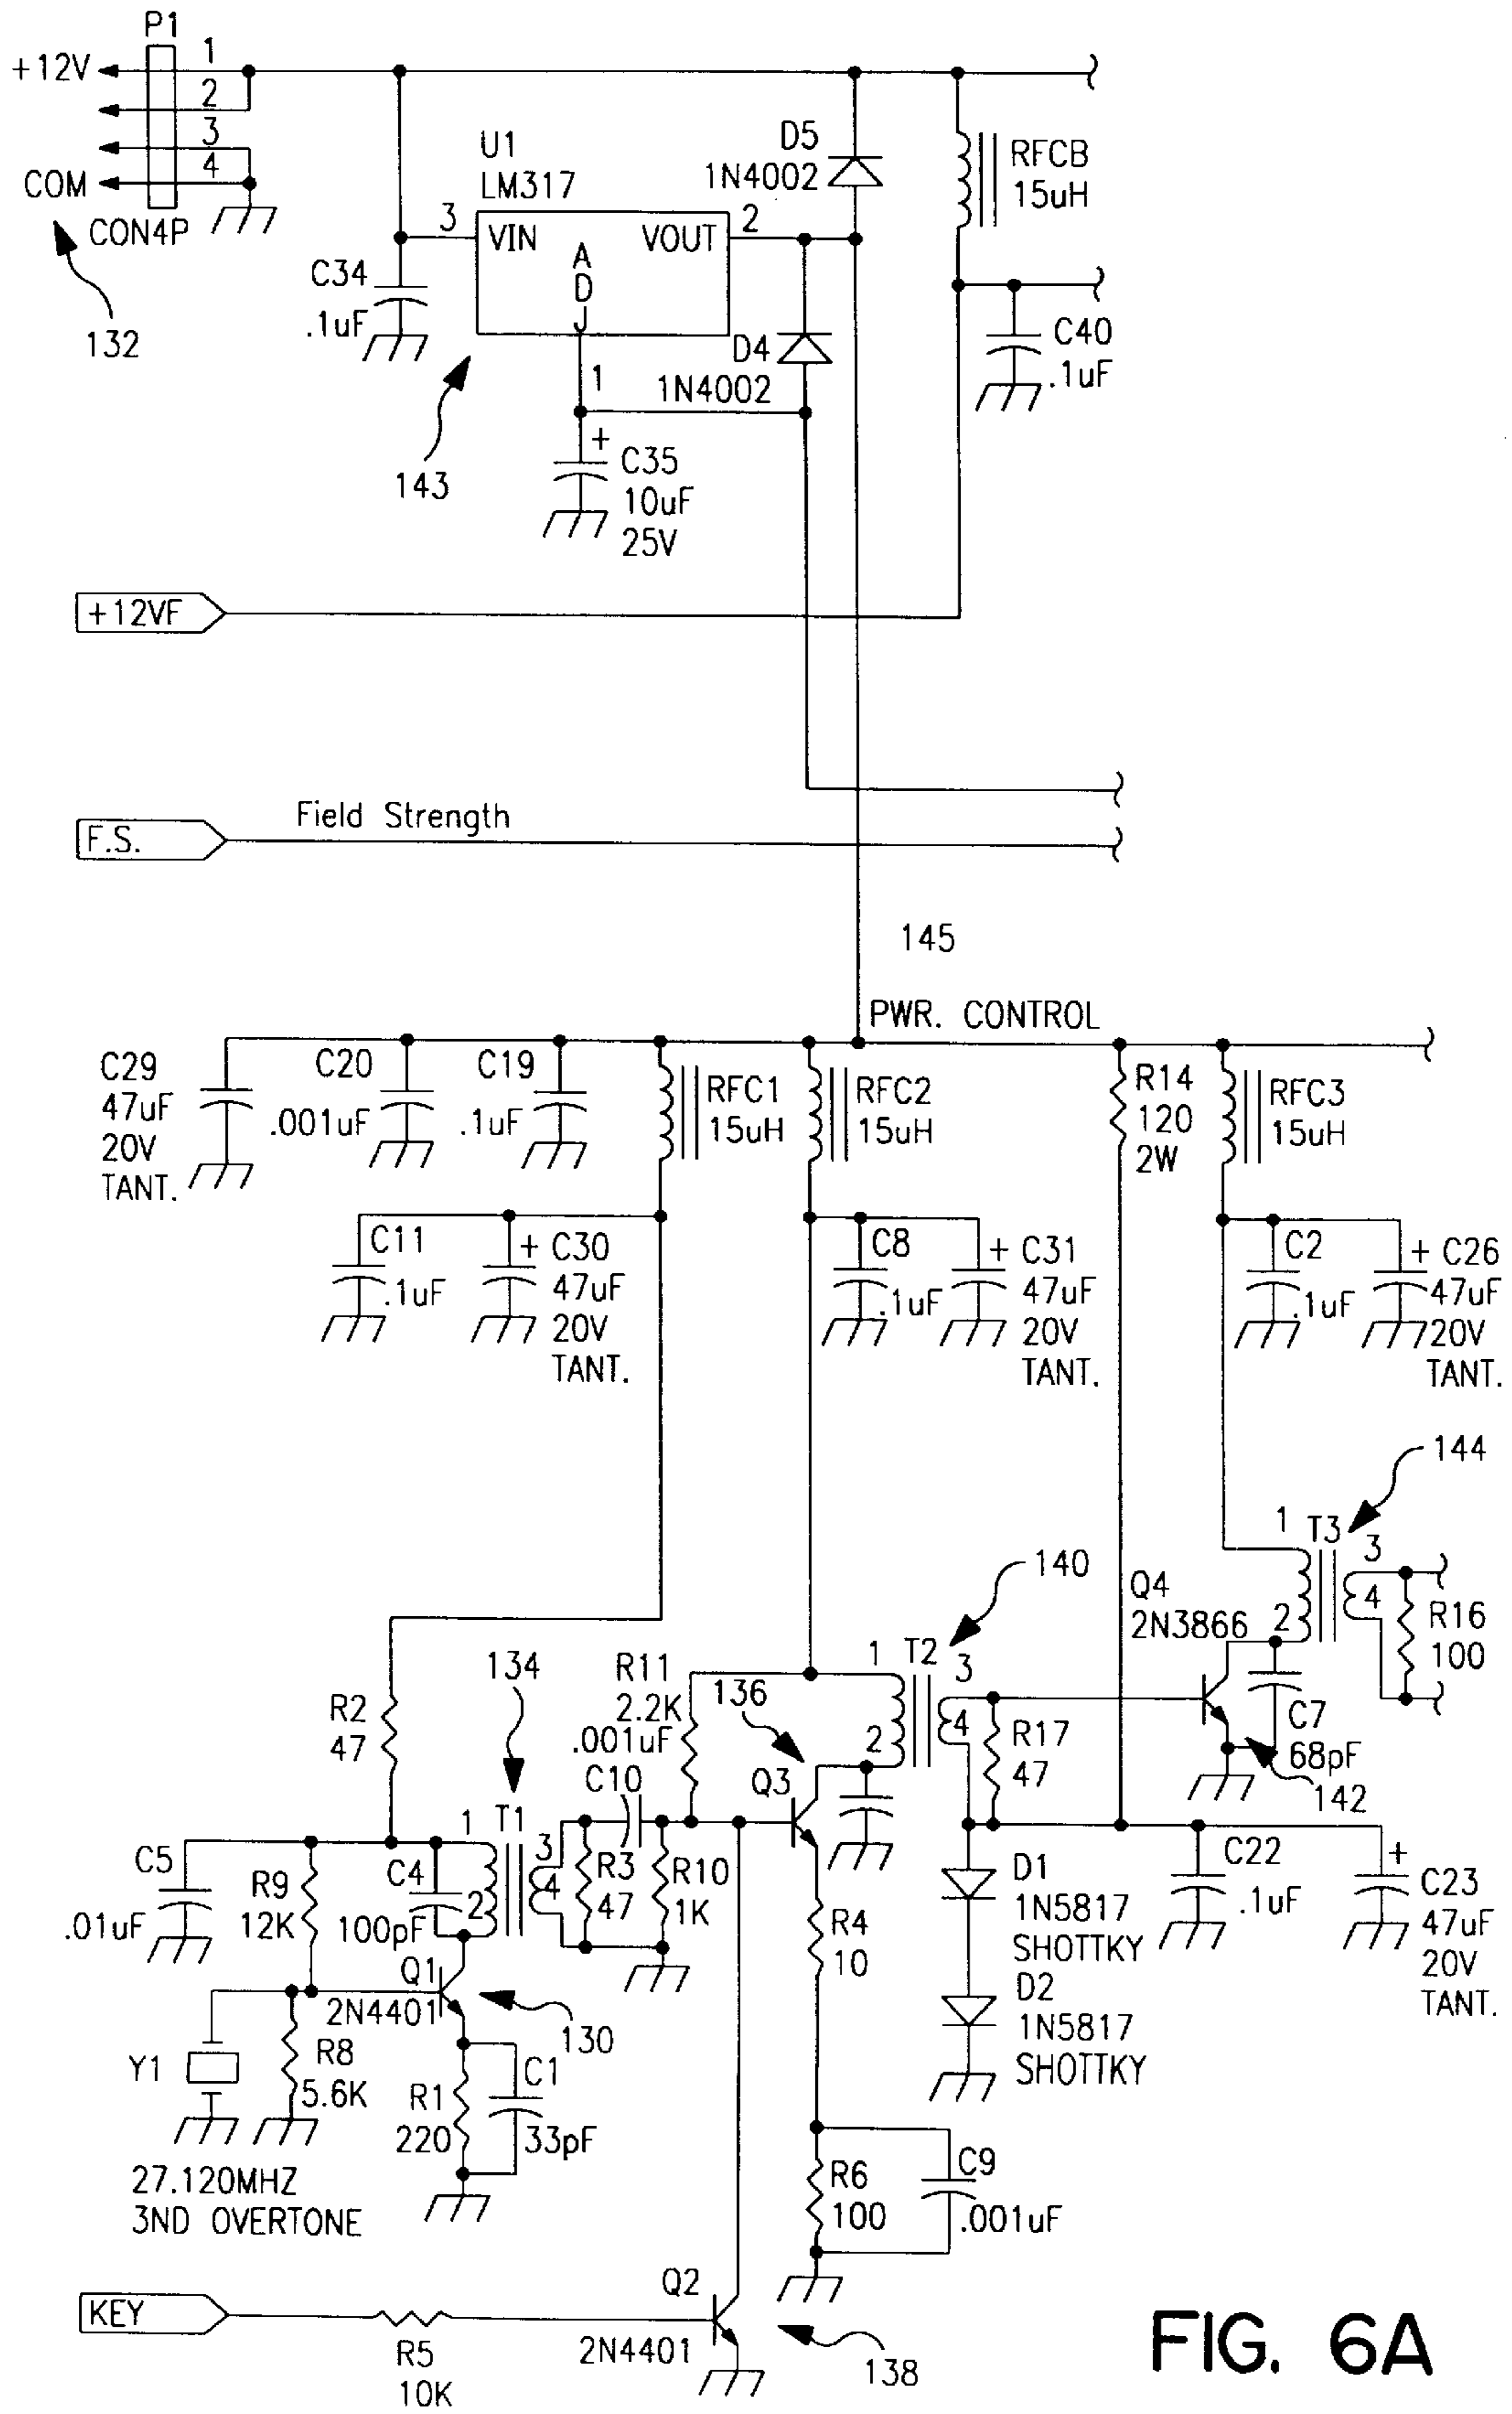 P1
+12V
1
2
3
4
COM
CON4P
132
U1
LM317
3
VIN
VOUT
2
A
D
J
1
C34
.1uF
143
D5
1N4002
D4
1N4002
RFCB
15uH
C40
.1uF
+
C35
10uF
25V
+12VF
F.S.
Field Strength
145
PWR. CONTROL
C29
47uF
20V
TANT.
C20
.001uF
C19
.1uF
RFC1
15uH
RFC2
15uH
R14
120
2W
RFC3
15uH
C11
.1uF
+ C30
47uF
20V
TANT.
C8
.1uF
+ C31
47uF
20V
TANT.
C2
.1uF
+ C26
47uF
20V
TANT.
144
1
T3
3
2
4
R16
100
Q4
2N3866
C7
68pF
142
140
1
T2
3
2
4
R17
47
134
R11
2.2K
136
.001uF
C10
Q3
R2
47
1
T1
3
2
4
C5
.01uF
R9
12K
C4
100pF
R3
47
R10
1K
R4
10
D1
1N5817
SHOTTKY
D2
1N5817
SHOTTKY
C22
.1uF
+
C23
47uF
20V
TANT.
Q1
2N4401
130
Y1
R8
5.6K
R1
220
C1
33pF
27.120MHZ
3ND OVERTONE
R6
100
C9
.001uF
KEY
R5
10K
Q2
2N4401
138
FIG. 6A